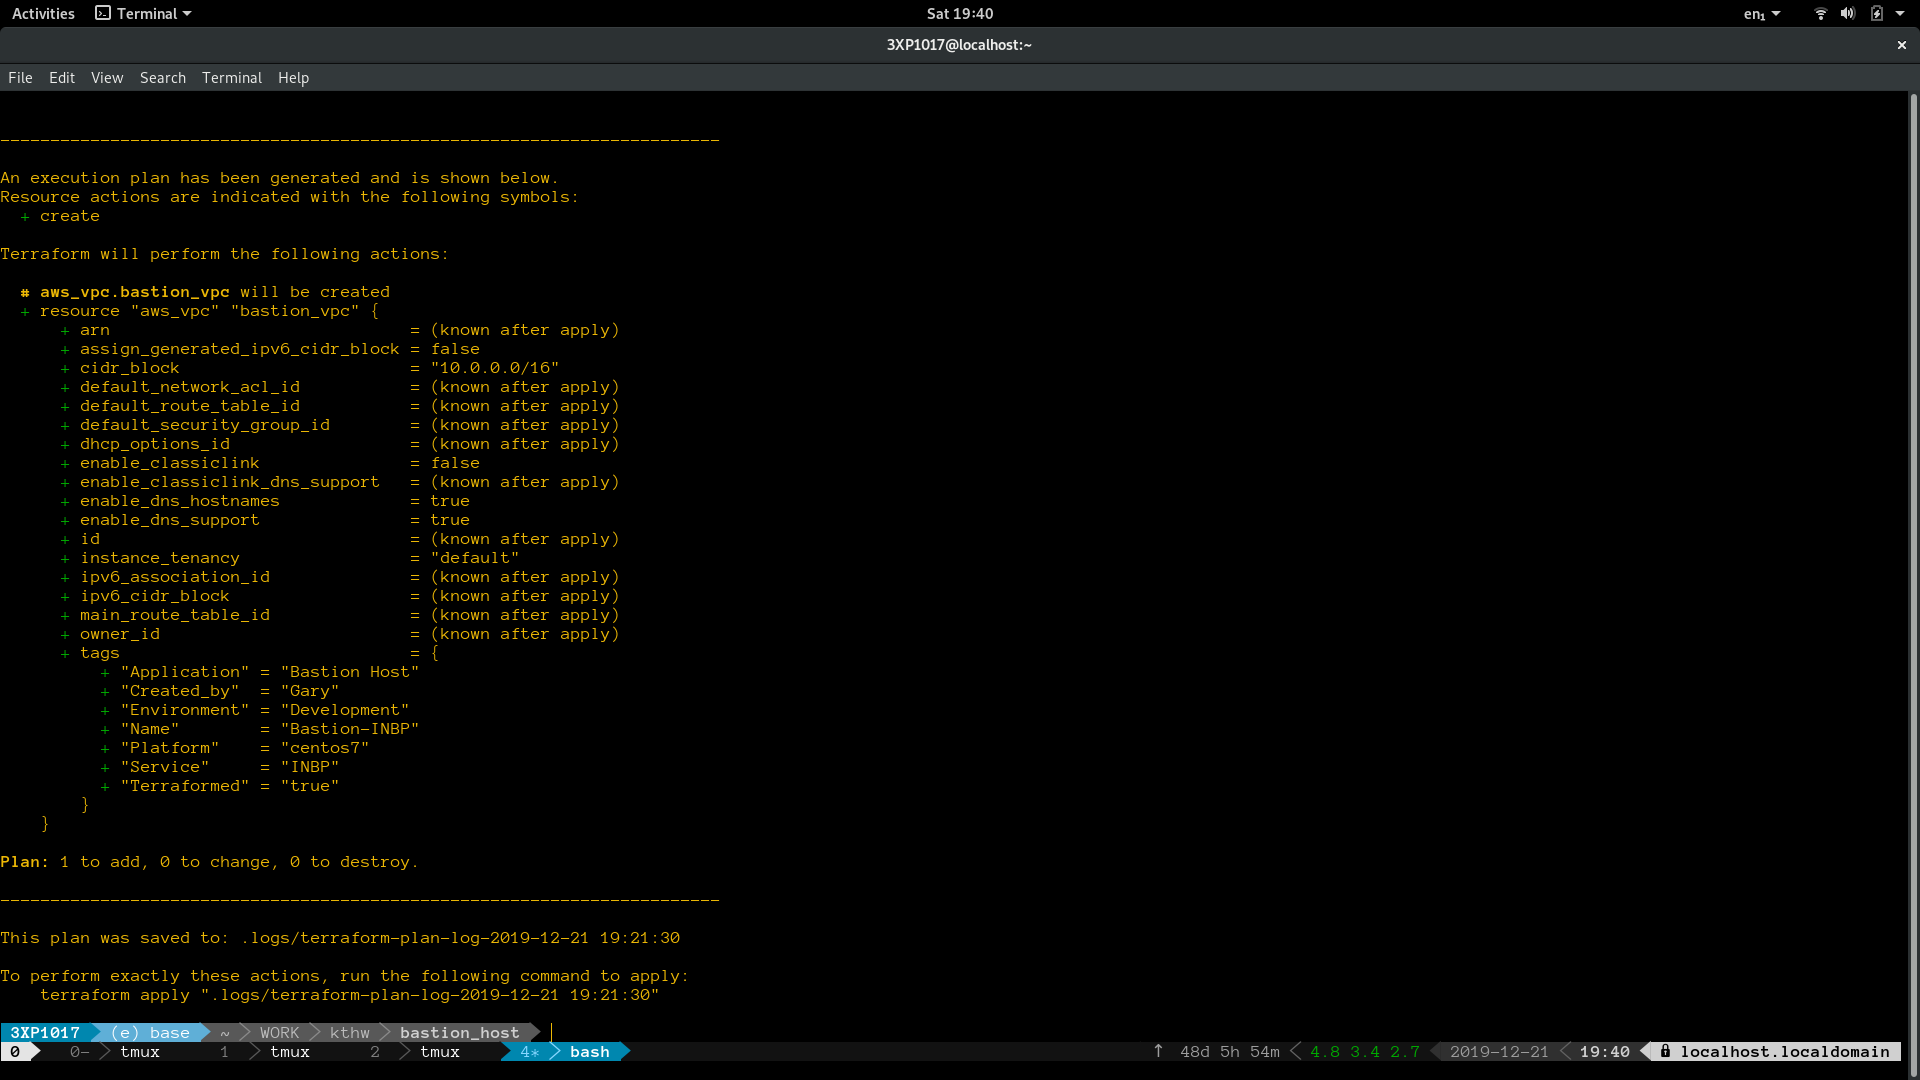 Activities Terminal Sat 19:40 en₁
3XP1017@localhost:~
File Edit View Search Terminal Help
------------------------------------------------------------------------
An execution plan has been generated and is shown below.
Resource actions are indicated with the following symbols:
  + create
Terraform will perform the following actions:
  # aws_vpc.bastion_vpc will be created
  + resource "aws_vpc" "bastion_vpc" {
      + arn                              = (known after apply)
      + assign_generated_ipv6_cidr_block = false
      + cidr_block                       = "10.0.0.0/16"
      + default_network_acl_id           = (known after apply)
      + default_route_table_id           = (known after apply)
      + default_security_group_id        = (known after apply)
      + dhcp_options_id                  = (known after apply)
      + enable_classiclink               = false
      + enable_classiclink_dns_support   = (known after apply)
      + enable_dns_hostnames             = true
      + enable_dns_support               = true
      + id                               = (known after apply)
      + instance_tenancy                 = "default"
      + ipv6_association_id              = (known after apply)
      + ipv6_cidr_block                  = (known after apply)
      + main_route_table_id              = (known after apply)
      + owner_id                         = (known after apply)
      + tags                             = {
          + "Application" = "Bastion Host"
          + "Created_by"  = "Gary"
          + "Environment" = "Development"
          + "Name"        = "Bastion-INBP"
          + "Platform"    = "centos7"
          + "Service"     = "INBP"
          + "Terraformed" = "true"
        }
    }
Plan: 1 to add, 0 to change, 0 to destroy.
------------------------------------------------------------------------
This plan was saved to: .logs/terraform-plan-log-2019-12-21 19:21:30
To perform exactly these actions, run the following command to apply:
    terraform apply ".logs/terraform-plan-log-2019-12-21 19:21:30"
3XP1017 (e) base ~ WORK kthw bastion_host
0 0- tmux 1 tmux 2 tmux 4* bash ↑ 48d 5h 54m 4.8 3.4 2.7 2019-12-21 19:40 localhost.localdomain